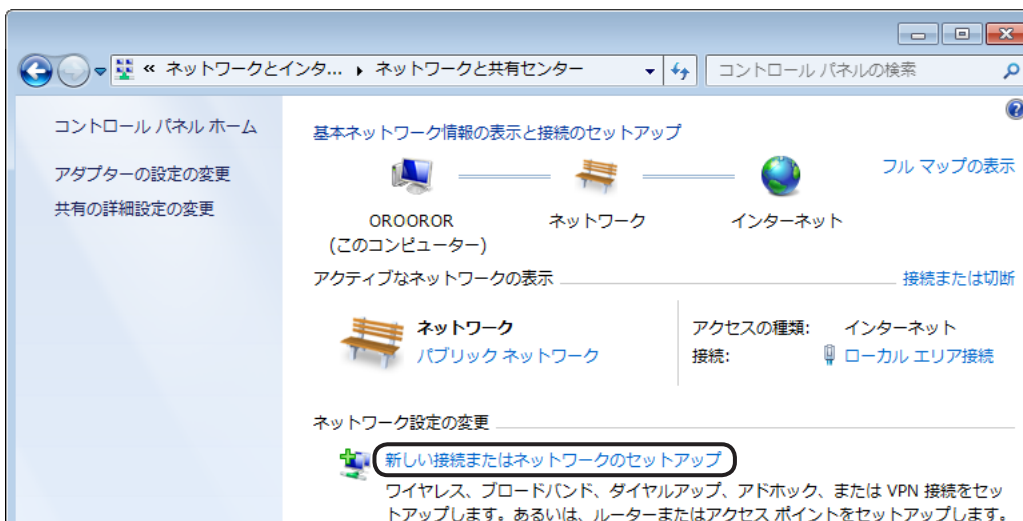 « ネットワークとインタ... ▸ ネットワークと共有センター
コントロール パネルの検索
コントロール パネル ホーム
アダプターの設定の変更
共有の詳細設定の変更
基本ネットワーク情報の表示と接続のセットアップ
フル マップの表示
OROOROR
(このコンピューター)
ネットワーク
インターネット
アクティブなネットワークの表示
接続または切断
ネットワーク
パブリック ネットワーク
アクセスの種類: インターネット
接続: ローカル エリア接続
ネットワーク設定の変更
新しい接続またはネットワークのセットアップ
ワイヤレス、ブロードバンド、ダイヤルアップ、アドホック、または VPN 接続をセッ
トアップします。あるいは、ルーターまたはアクセス ポイントをセットアップします。